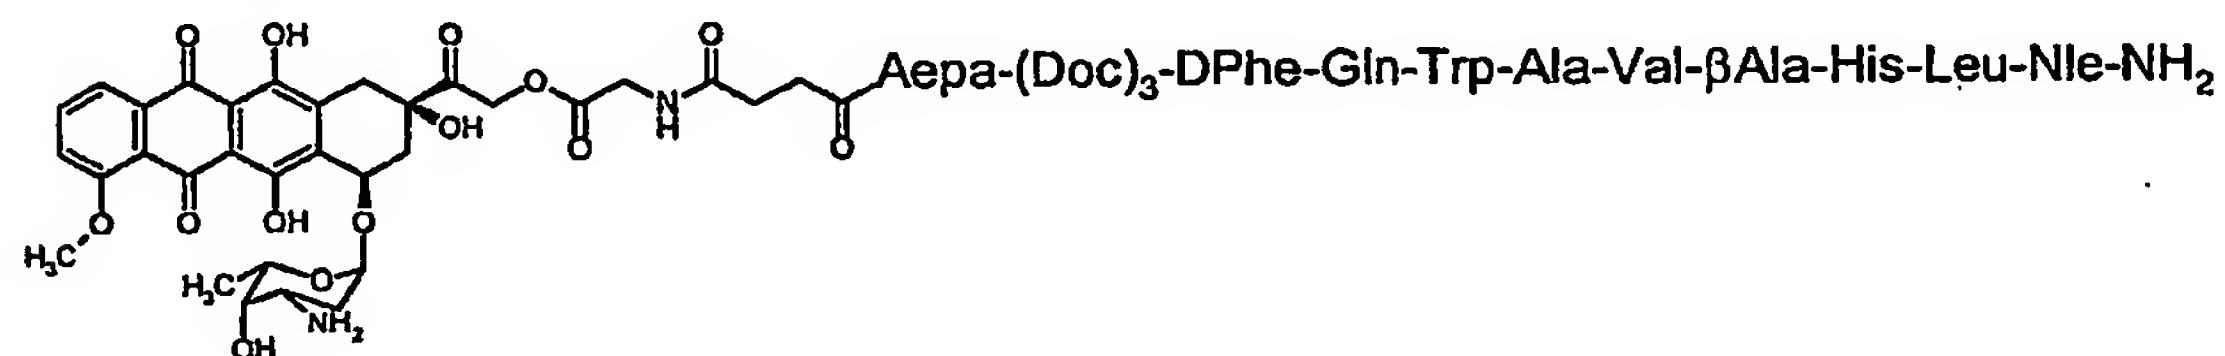 O OH O O Aepa-(Doc)₃-DPhe-Gln-Trp-Ala-Val-βAla-His-Leu-Nle-NH₂
O OH O N H O O
O O OH O
H₃C
H₃C O
NH₂
OH